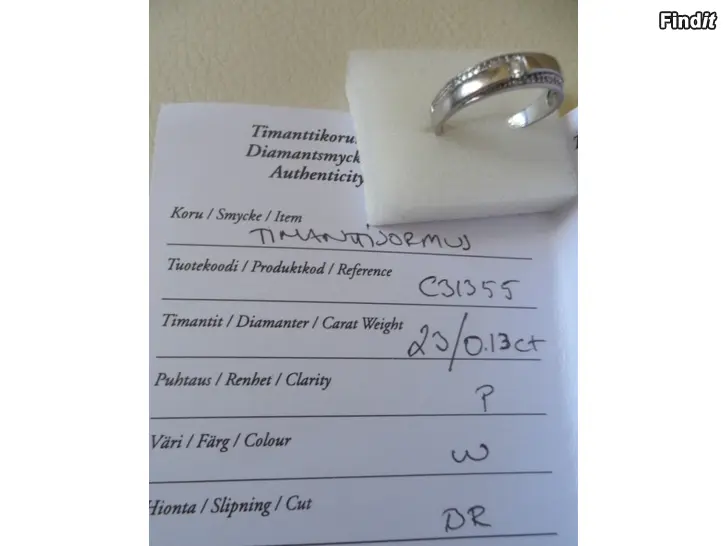 Findit
Timanttikoru
Diamantsmyck
Authenticity
Koru / Smycke / Item
TIMANTTISORMUS
Tuotekoodi / Produktkod / Reference
C31355
Timantit / Diamanter / Carat Weight
23/0.13ct
Puhtaus / Renhet / Clarity
P
Väri / Färg / Colour
W
Hionta / Slipning / Cut
BR